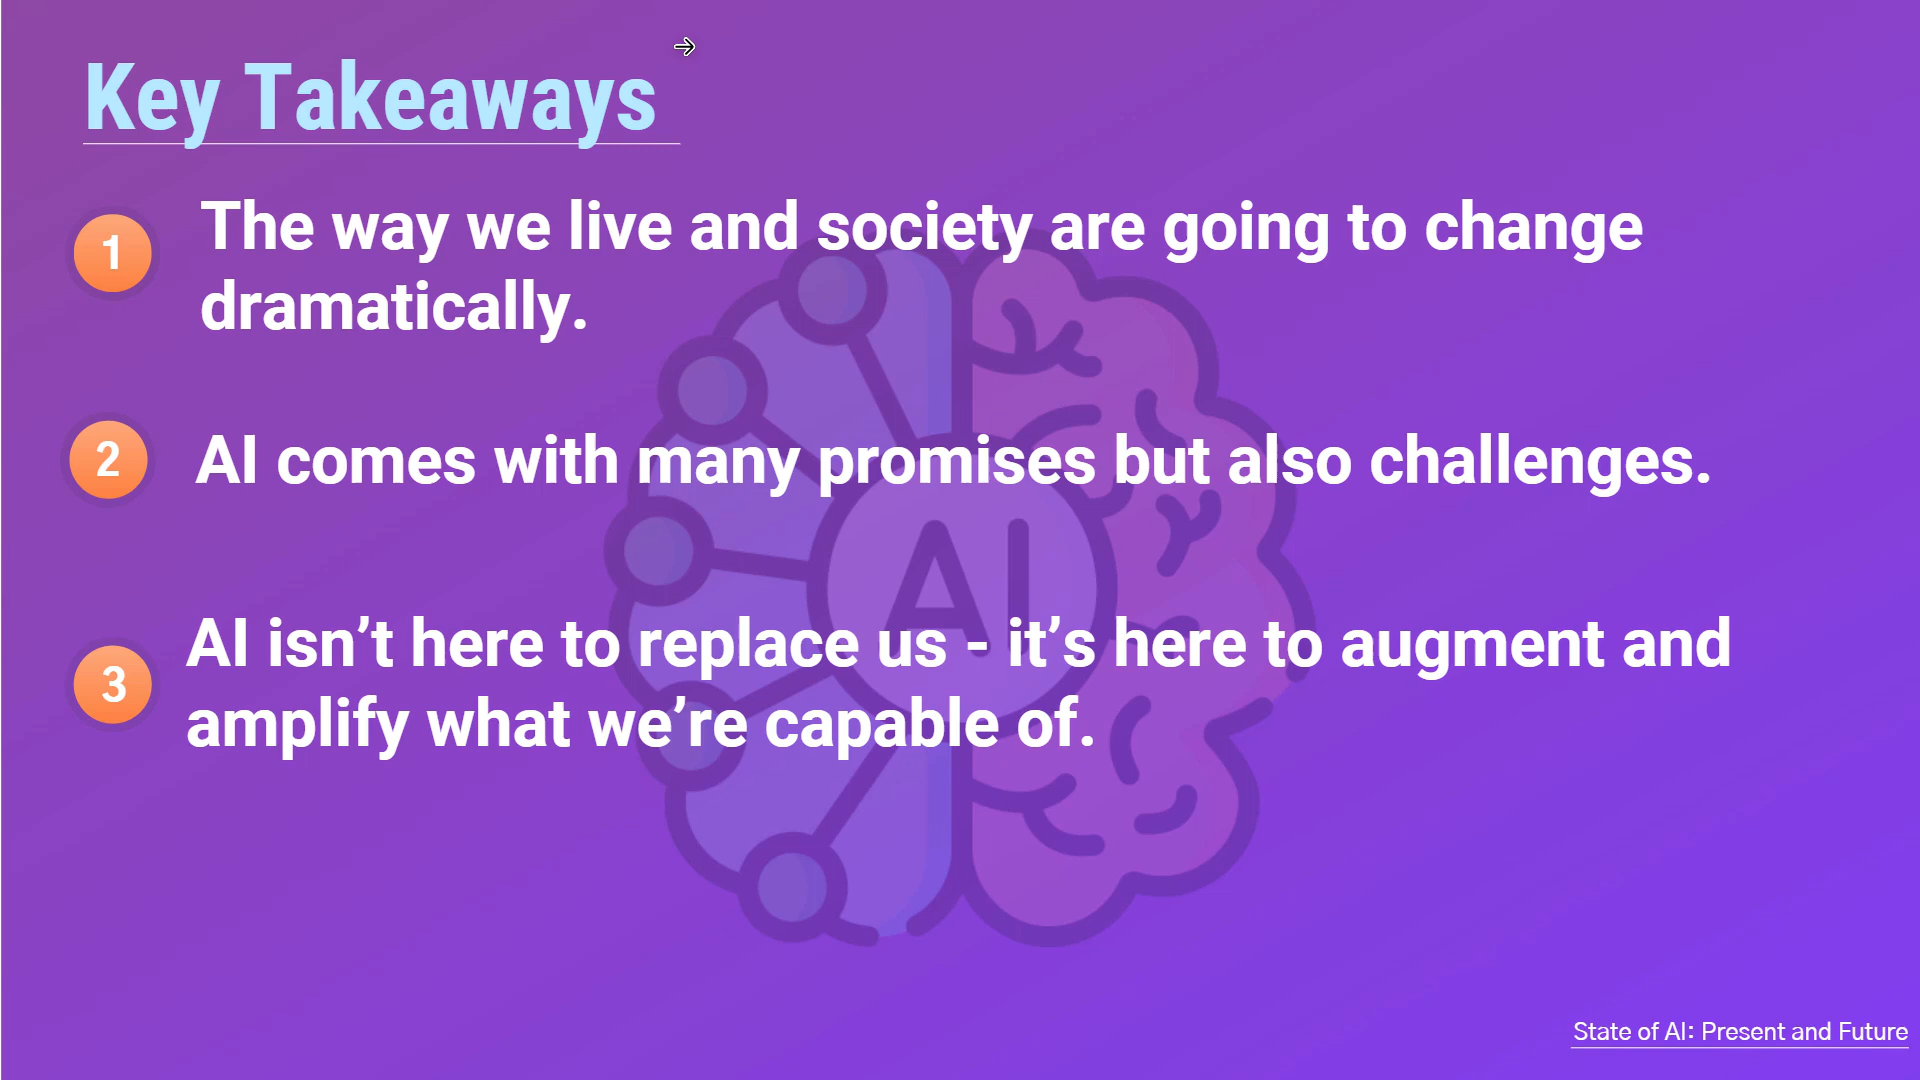 Key Takeaways
1
The way we live and society are going to change
dramatically.
2
AI comes with many promises but also challenges.
AI
3
AI isn’t here to replace us - it’s here to augment and
amplify what we’re capable of.
State of AI: Present and Future